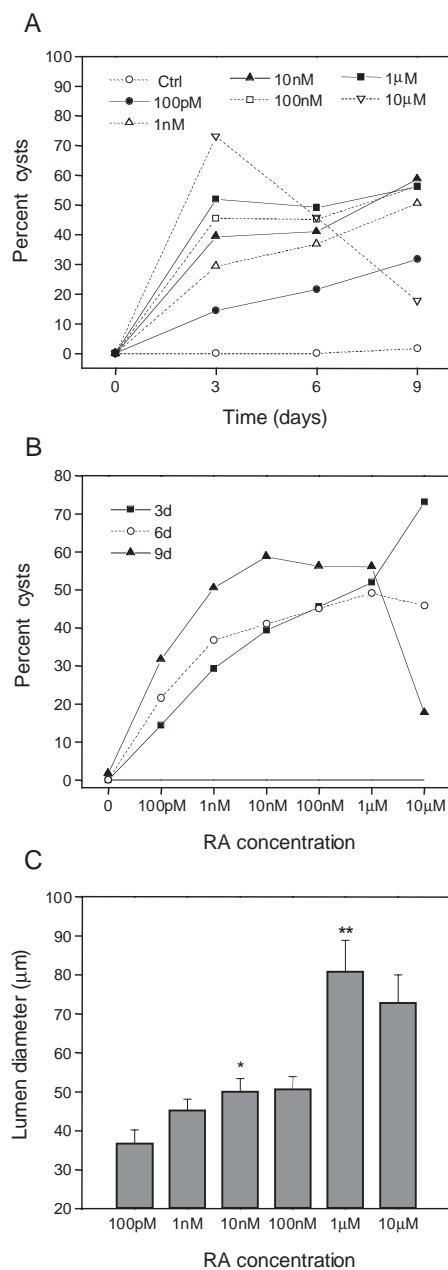 A
100
90
80
70
60
50
40
30
20
10
0
Percent cysts
Ctrl
100pM
1nM
10nM
100nM
1μM
10μM
0 3 6 9
Time (days)
B
80
70
60
50
40
30
20
10
0
Percent cysts
3d
6d
9d
0 100pM 1nM 10nM 100nM 1μM 10μM
RA concentration
C
100
90
80
70
60
50
40
30
20
Lumen diameter (μm)
*
**
100pM 1nM 10nM 100nM 1μM 10μM
RA concentration